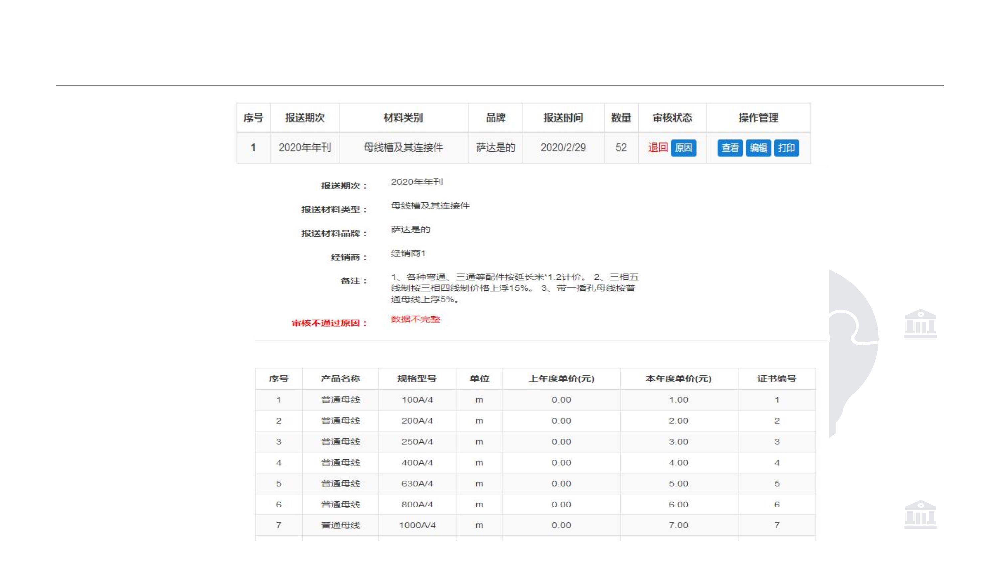 序号 报送期次 材料类别 品牌 报送时间 数量 审核状态 操作管理
1 2020年年刊 母线槽及其连接件 萨达是的 2020/2/29 52 退回 原因 查看 编辑 打印
报送期次： 2020年年刊
报送材料类型： 母线槽及其连接件
报送材料品牌： 萨达是的
经销商： 经销商1
备注： 1、各种弯通、三通等配件按延长米*1.2计价。 2、三相五
线制按三相四线制价格上浮15%。 3、带一插孔母线按普
通母线上浮5%。
审核不通过原因： 数据不完整
序号 产品名称 规格型号 单位 上年度单价(元) 本年度单价(元) 证书编号
1 普通母线 100A/4 m 0.00 1.00 1
2 普通母线 200A/4 m 0.00 2.00 2
3 普通母线 250A/4 m 0.00 3.00 3
4 普通母线 400A/4 m 0.00 4.00 4
5 普通母线 630A/4 m 0.00 5.00 5
6 普通母线 800A/4 m 0.00 6.00 6
7 普通母线 1000A/4 m 0.00 7.00 7